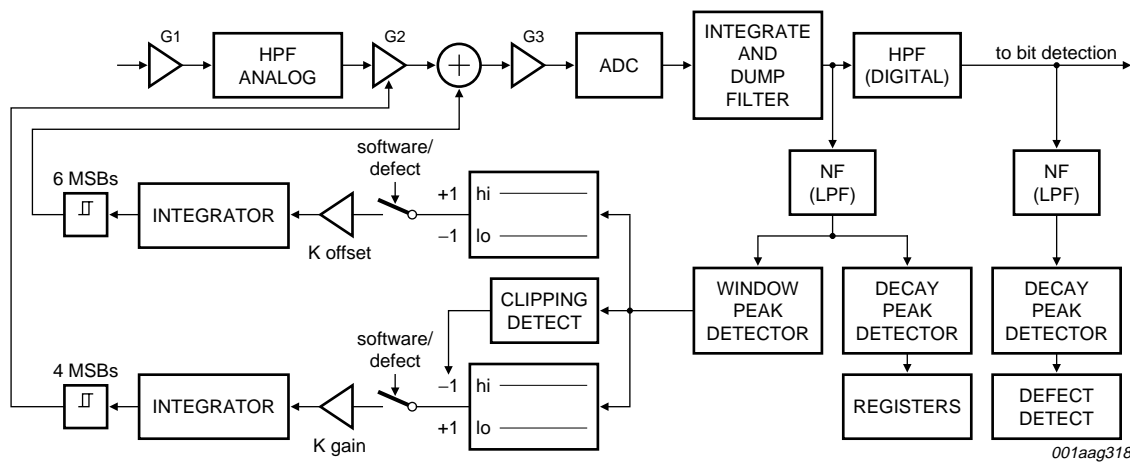 G1
HPF
ANALOG
G2
+
G3
ADC
INTEGRATE
AND
DUMP
FILTER
HPF
(DIGITAL)
to bit detection
NF
(LPF)
NF
(LPF)
6 MSBs
INTEGRATOR
K offset
software/
defect
+1 hi
−1 lo
CLIPPING
DETECT
WINDOW
PEAK
DETECTOR
DECAY
PEAK
DETECTOR
DECAY
PEAK
DETECTOR
4 MSBs
INTEGRATOR
K gain
software/
defect
−1 hi
+1 lo
REGISTERS
DEFECT
DETECT
001aag318